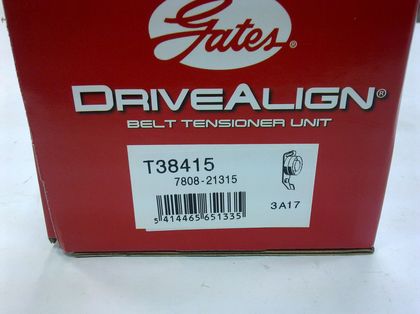 Gates®
DRIVEALIGN®
BELT TENSIONER UNIT
T38415
7808-21315
5 414465 651335
3A17